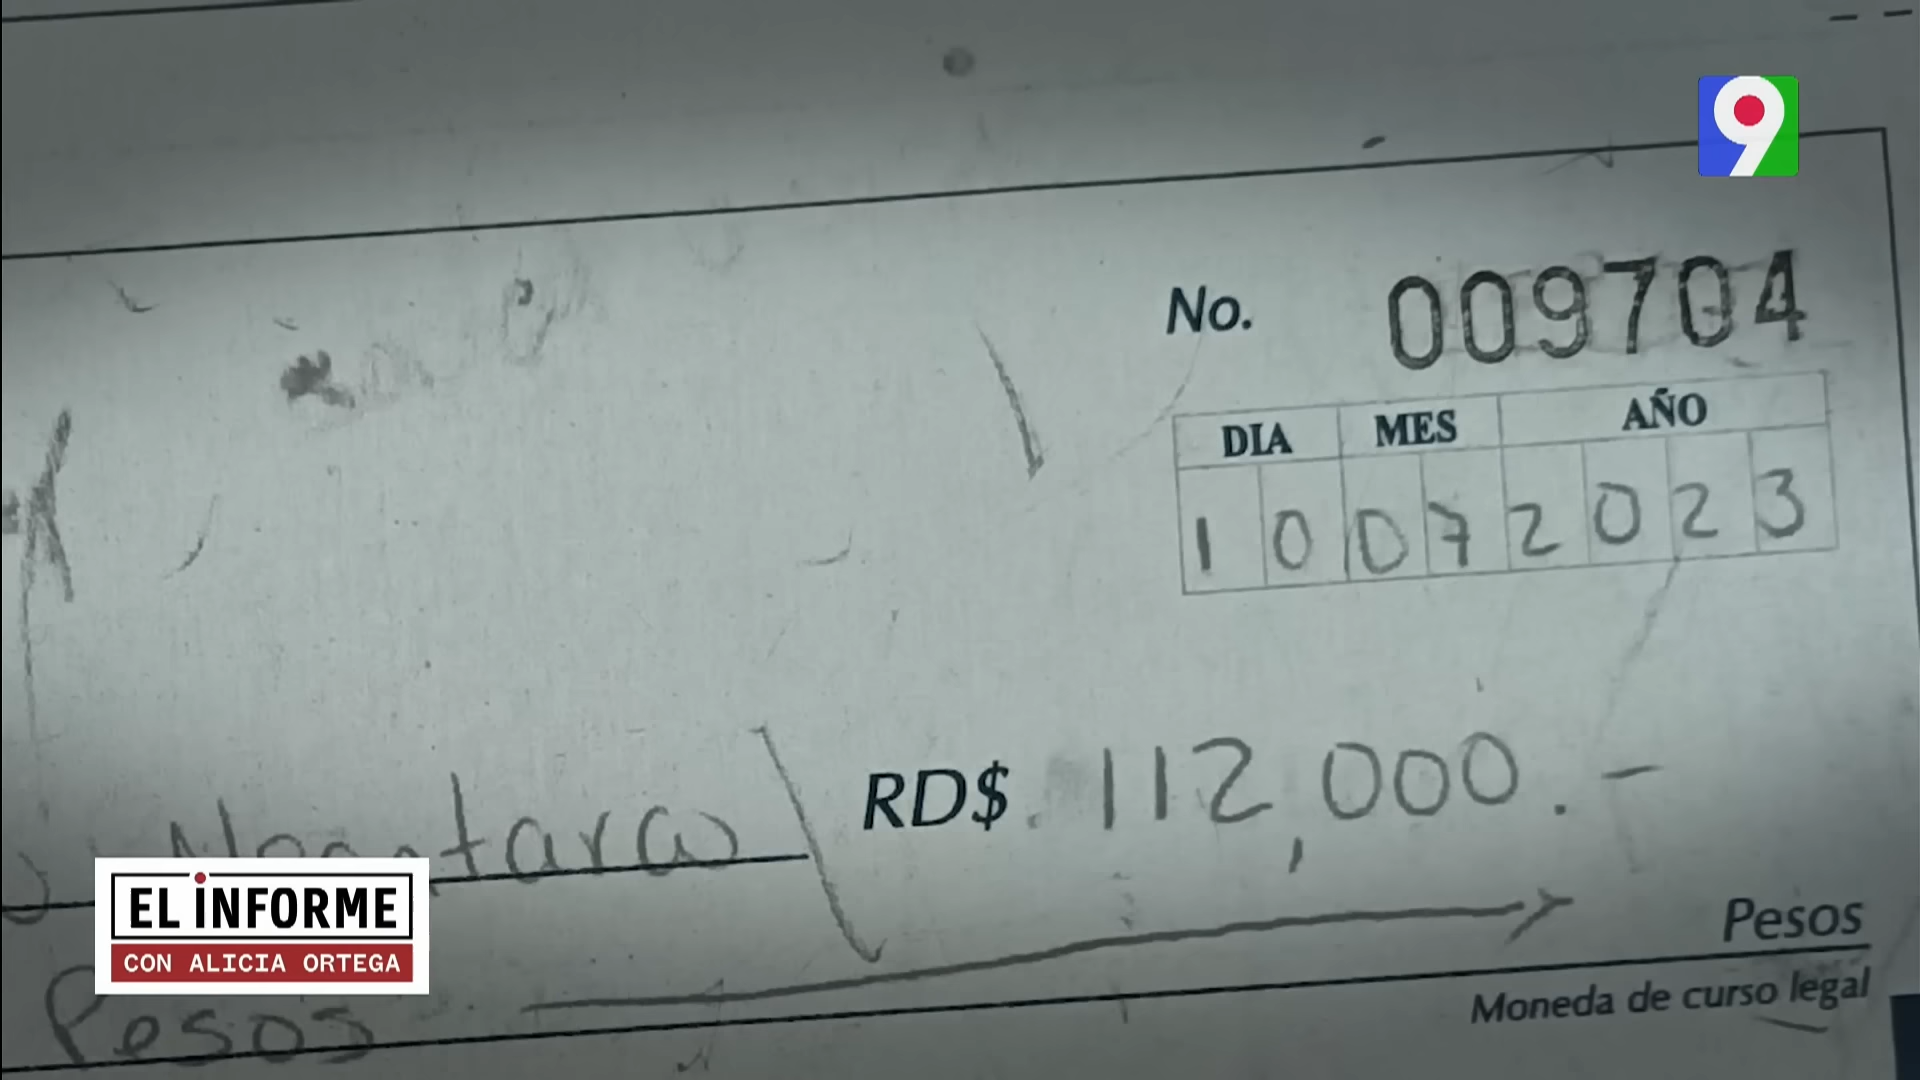 9
No. 009704
DIA MES AÑO
1 0 0 7 2 0 2 3
RD$ 112,000.-
Pesos
Pesos
Moneda de curso legal
EL INFORME
CON ALICIA ORTEGA